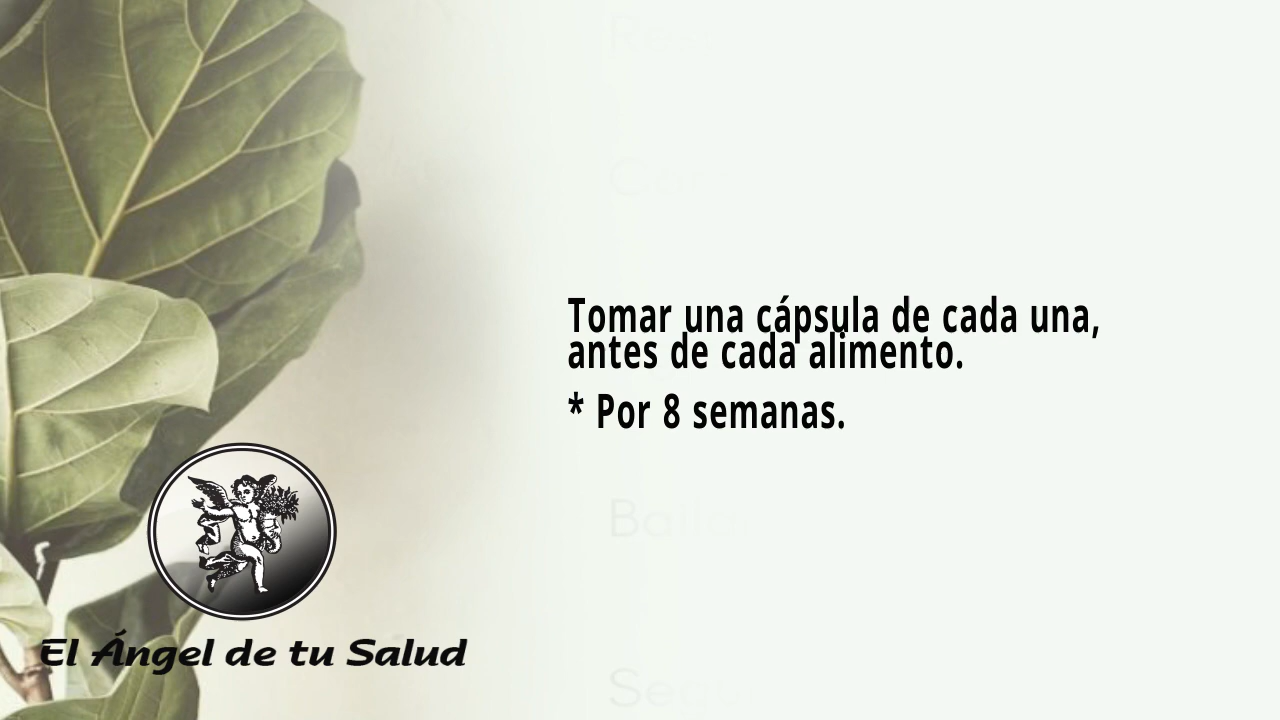 Tomar una cápsula de cada una,
antes de cada alimento.
* Por 8 semanas.
El Ángel de tu Salud